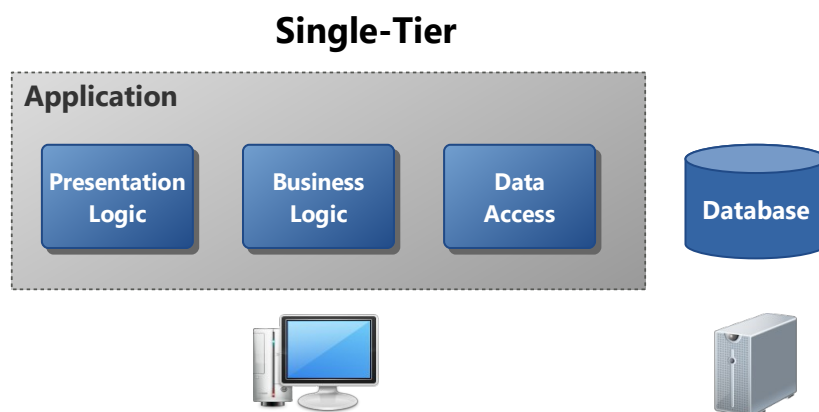 Single-Tier
Application
Presentation
Logic
Business
Logic
Data
Access
Database